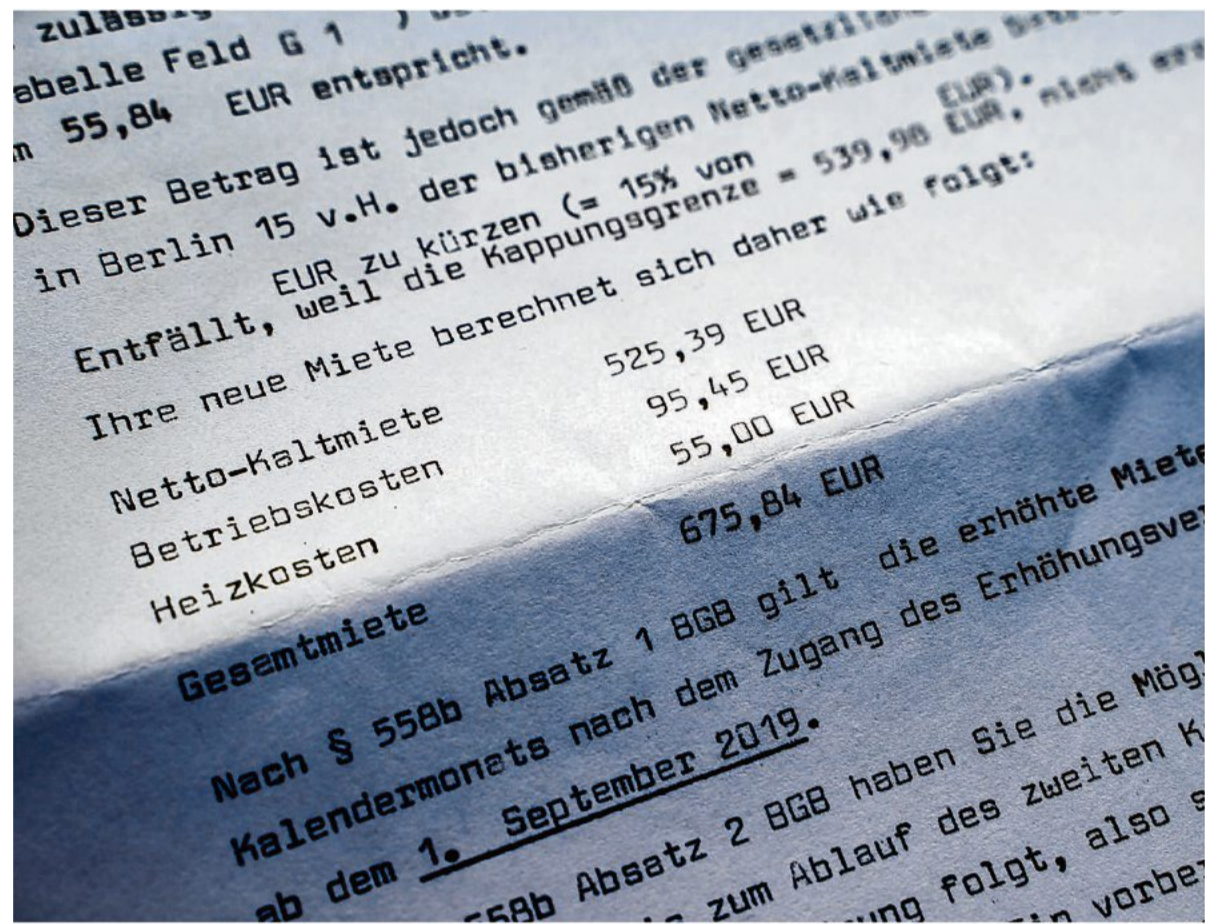 zulässig
abelle Feld G 1 )
55,84 EUR entspricht.
Dieser Betrag ist jedoch gemäß der
in Berlin 15 v.H. der bisherigen Netto-Kaltmiete
EUR zu kürzen (= 15% von EUR).
Entfällt, weil die Kappungsgrenze = 539,98 EUR, nicht
Ihre neue Miete berechnet sich daher wie folgt:
Netto-Kaltmiete 525,39 EUR
Betriebskosten 95,45 EUR
Heizkosten 55,00 EUR
Gesamtmiete 675,84 EUR
Nach § 558b Absatz 1 BGB gilt die erhöhte Miete
Kalendermonats nach dem Zugang des Erhöhungsve
ab dem 1. September 2019.
558b Absatz 2 BGB haben Sie die Mögl
zum Ablauf des zweiten K
ung folgt, also s
vorbe